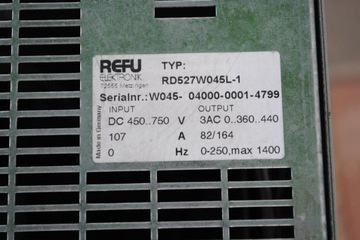 REFU
ELEKTRONIK
72555 Metzingen
TYP:
RD527W045L-1
Serialnr.: W045- 04000-0001-4799
INPUT OUTPUT
DC 450..750 V 3AC 0..360..440
107 A 82/164
0 Hz 0-250,max 1400
Made in Germany